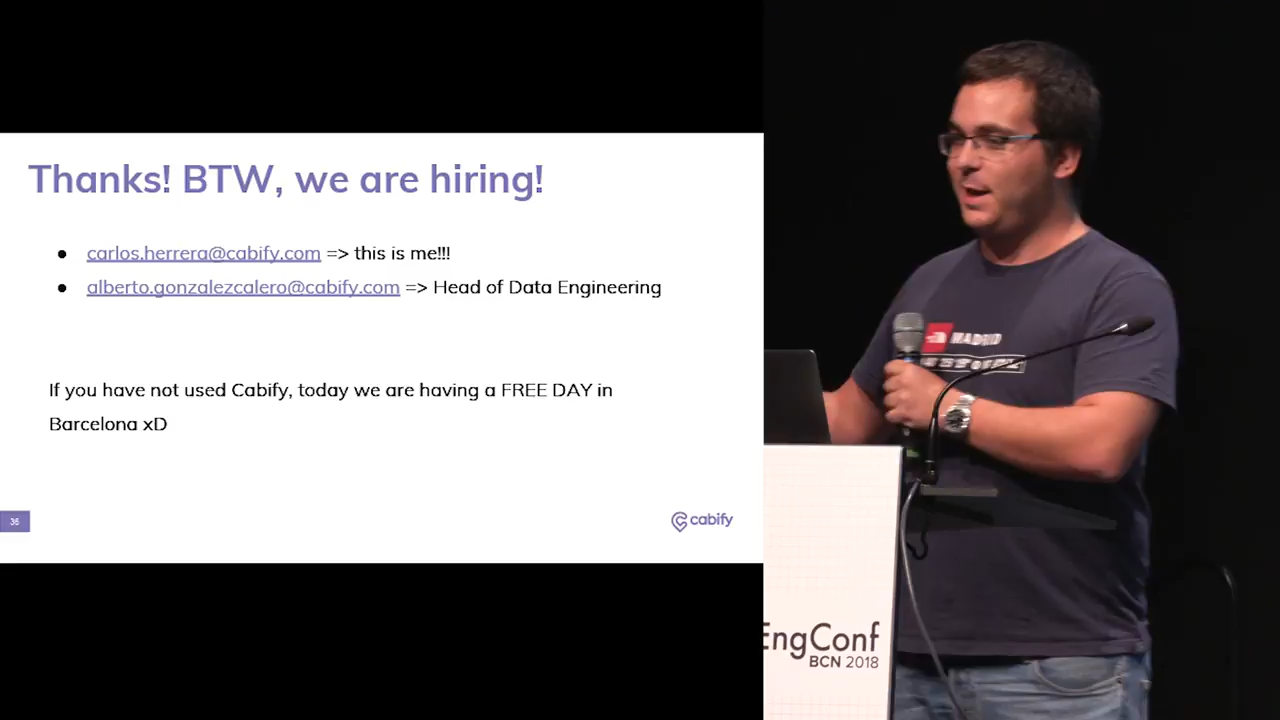 Thanks! BTW, we are hiring!
carlos.herrera@cabify.com => this is me!!!
alberto.gonzalezcalero@cabify.com => Head of Data Engineering
If you have not used Cabify, today we are having a FREE DAY in
Barcelona xD
36
cabify
MADRID
EngConf
BCN 2018